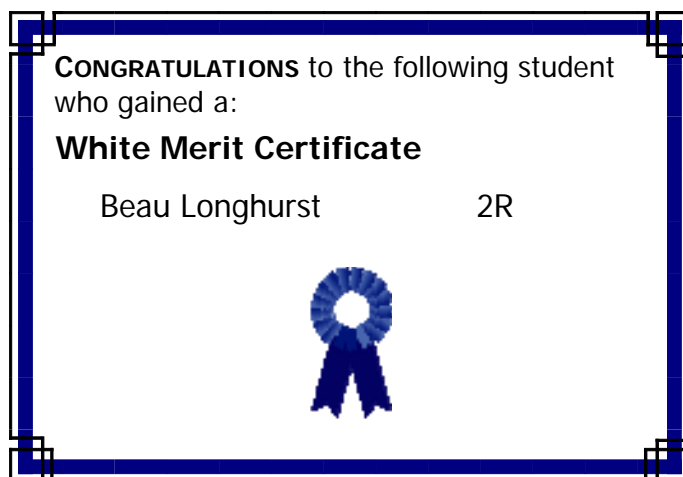 CONGRATULATIONS to the following student
who gained a:
White Merit Certificate
Beau Longhurst 2R